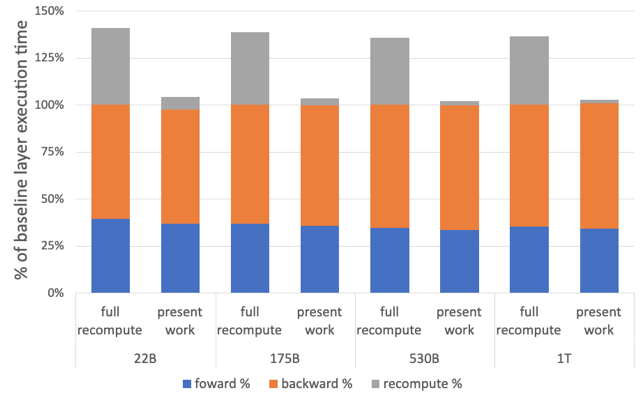 % of baseline layer execution time
150%
125%
100%
75%
50%
25%
0%
full recompute
present work
full recompute
present work
full recompute
present work
full recompute
present work
22B
175B
530B
1T
foward %
backward %
recompute %